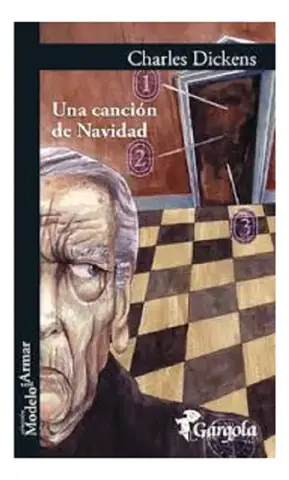 Charles Dickens
1
Una canción
de Navidad
2
3
Modelo para Armar
Gárgola